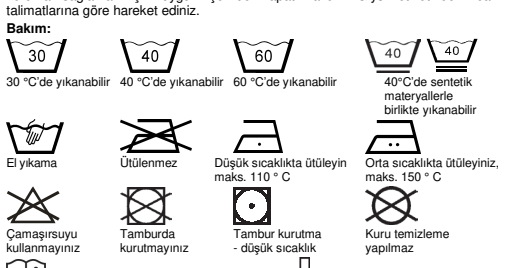 talimatlarına göre hareket ediniz.
Bakım:
30 40 60 40 40
30 °C'de yıkanabilir 40 °C'de yıkanabilir 60 °C'de yıkanabilir 40°C'de sentetik
materyallerle
birlikte yıkanabilir
El yıkama Ütülenmez Düşük sıcaklıkta ütüleyin Orta sıcaklıkta ütüleyiniz,
maks. 110 ° C maks. 150 ° C
Çamaşırsuyu Tamburda Tambur kurutma Kuru temizleme
kullanmayınız kurutmayınız - düşük sıcaklık yapılmaz